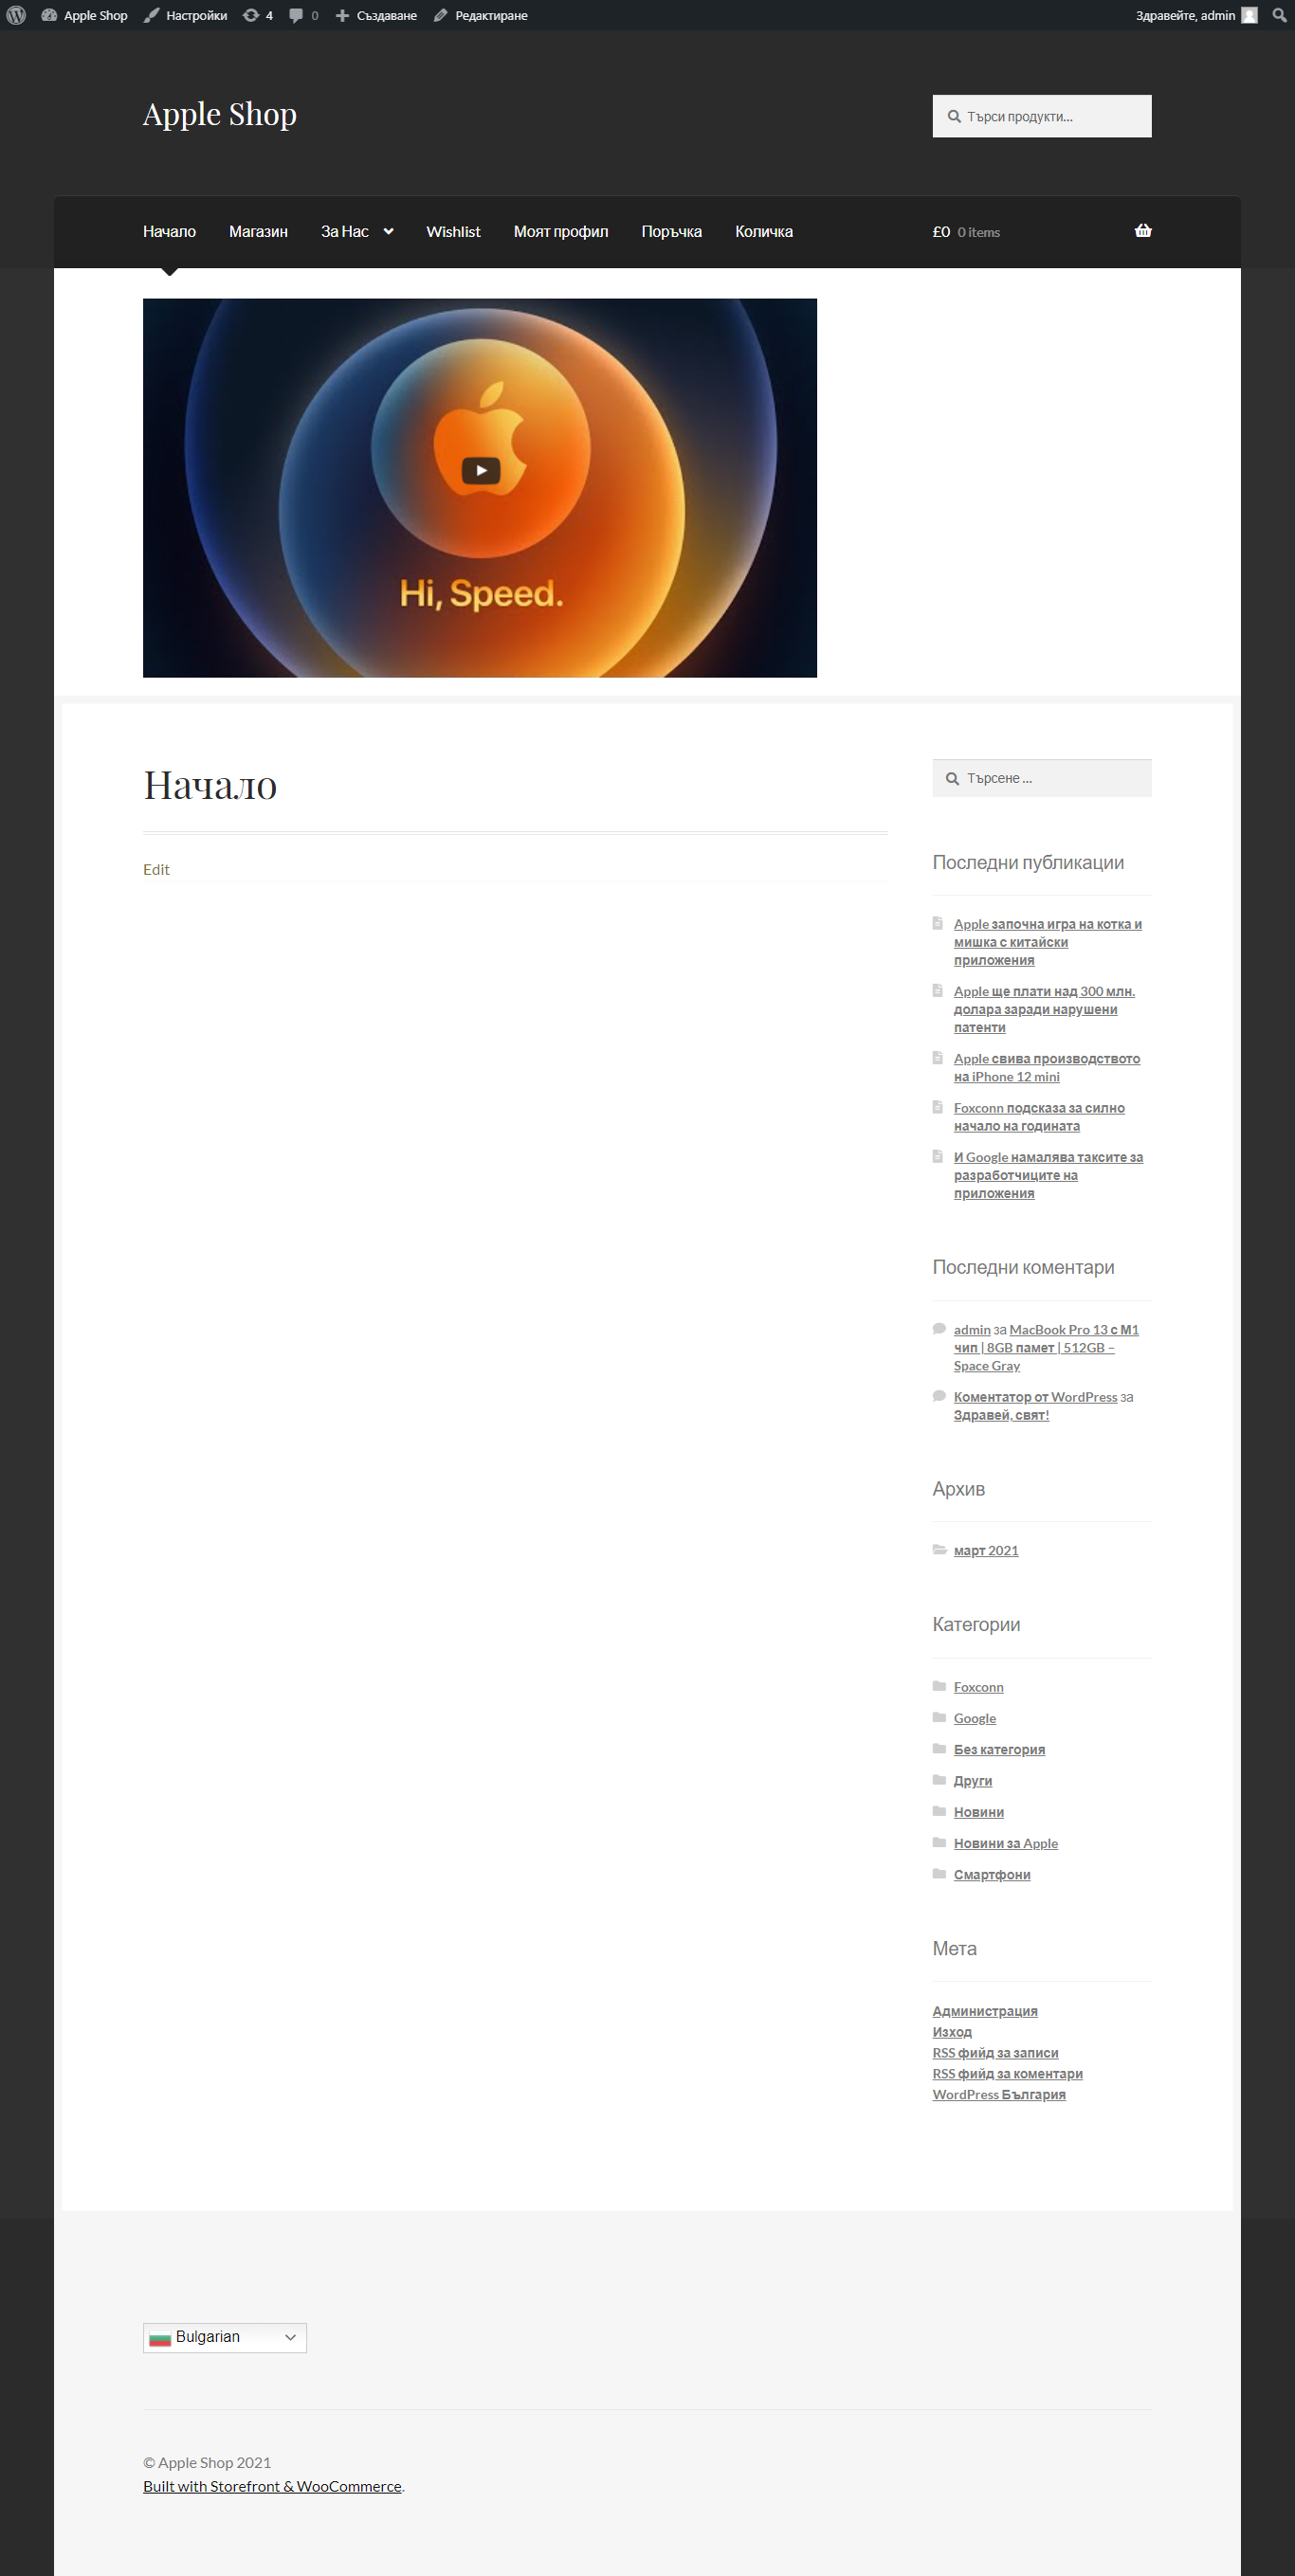 Apple Shop Настройки 4 0 Създаване Редактиране Здравейте, admin
Apple Shop
Търси продукти...
Начало Магазин За Нас Wishlist Моят профил Поръчка Количка £0 0 items
Hi, Speed.
Начало
Edit
Търсене ...
Последни публикации
Apple започна игра на котка и
мишка с китайски
приложения
Apple ще плати над 300 млн.
долара заради нарушени
патенти
Apple свива производството
на iPhone 12 mini
Foxconn подсказа за силно
начало на годината
И Google намалява таксите за
разработчиците на
приложения
Последни коментари
admin за MacBook Pro 13 с M1
чип | 8GB памет | 512GB –
Space Gray
Коментатор от WordPress за
Здравей, свят!
Архив
март 2021
Категории
Foxconn
Google
Без категория
Други
Новини
Новини за Apple
Смартфони
Мета
Администрация
Изход
RSS фийд за записи
RSS фийд за коментари
WordPress България
Bulgarian
© Apple Shop 2021
Built with Storefront & WooCommerce.